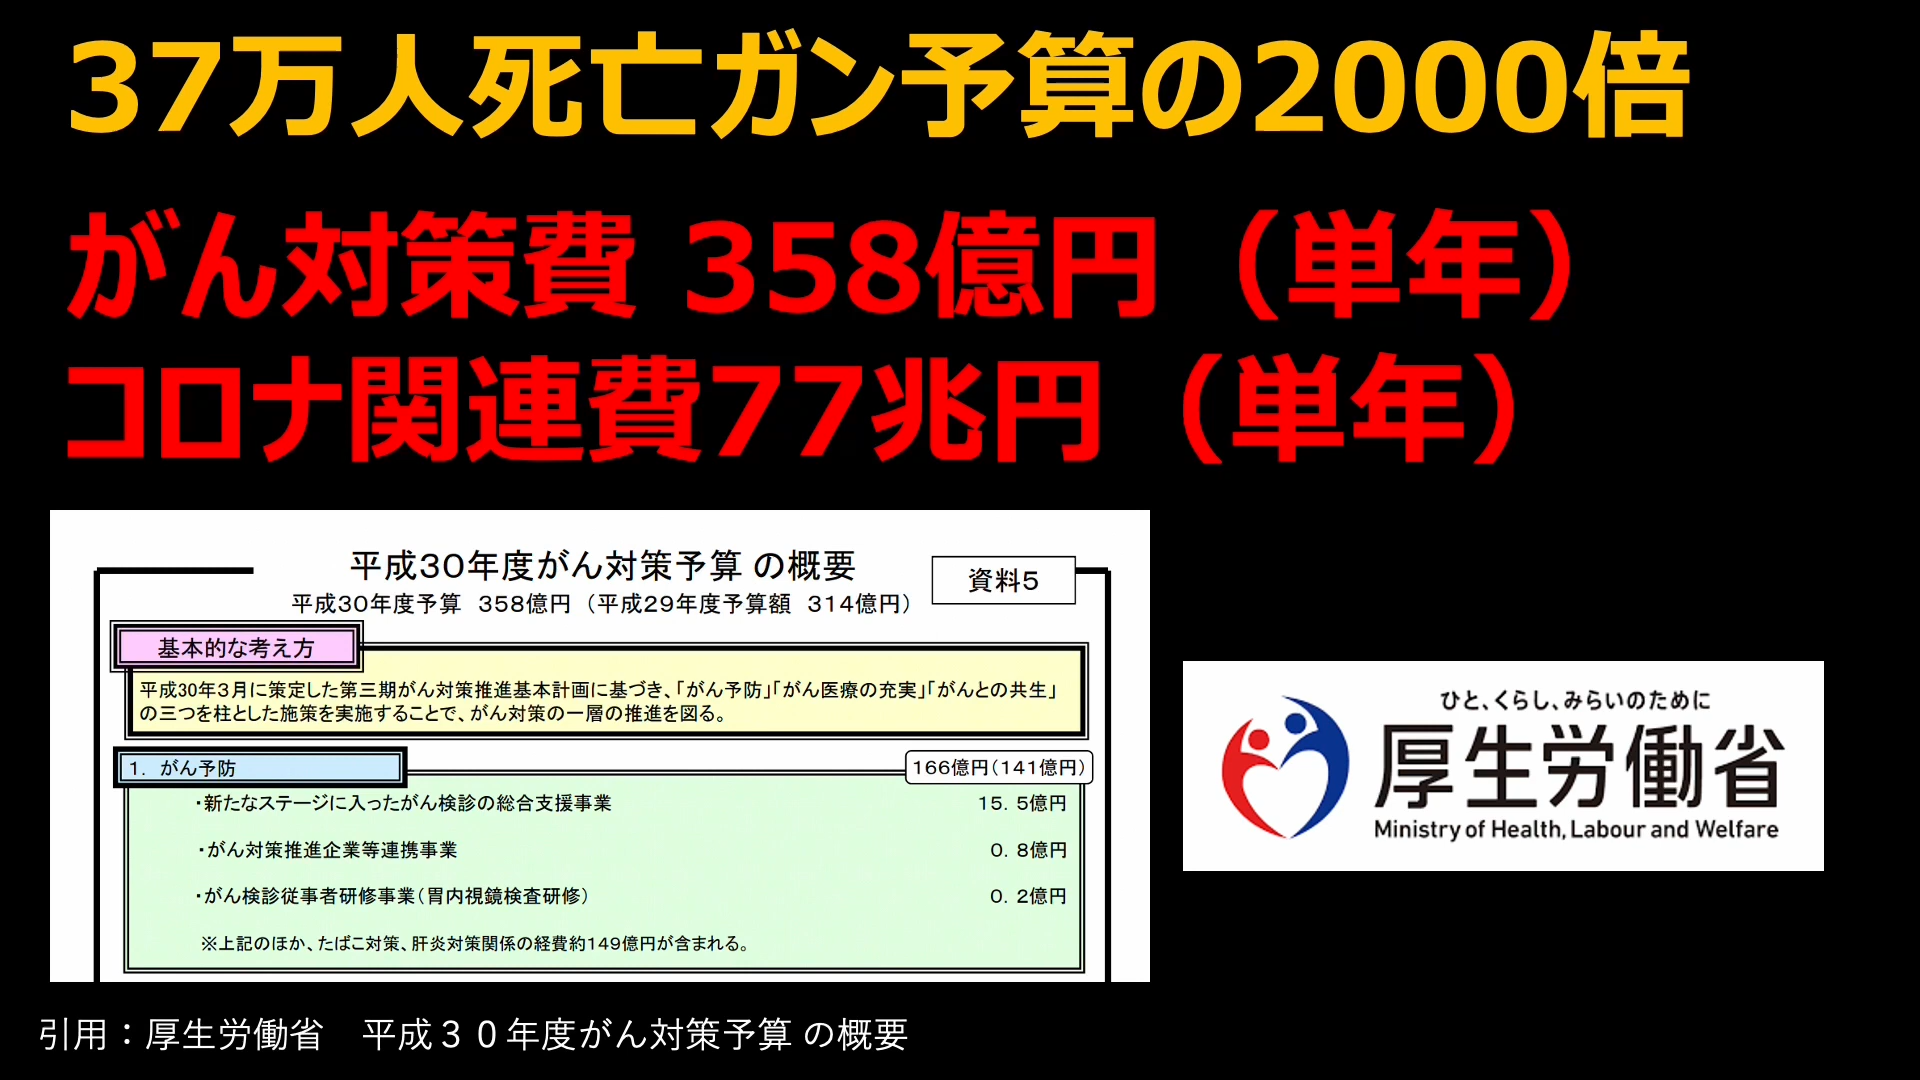 37万人死亡ガン予算の2000倍
がん対策費 358億円（単年）
コロナ関連費77兆円（単年）
平成30年度がん対策予算 の概要
資料5
平成30年度予算　358億円（平成29年度予算額　314億円）
基本的な考え方
平成30年3月に策定した第三期がん対策推進基本計画に基づき、「がん予防」「がん医療の充実」「がんとの共生」
の三つを柱とした施策を実施することで、がん対策の一層の推進を図る。
1.　がん予防
166億円（141億円）
・新たなステージに入ったがん検診の総合支援事業　15. 5億円
・がん対策推進企業等連携事業　0. 8億円
・がん検診従事者研修事業（胃内視鏡検査研修）　0. 2億円
※上記のほか、たばこ対策、肝炎対策関係の経費約149億円が含まれる。
ひと、くらし、みらいのために
厚生労働省
Ministry of Health, Labour and Welfare
引用：厚生労働省　平成３０年度がん対策予算 の概要